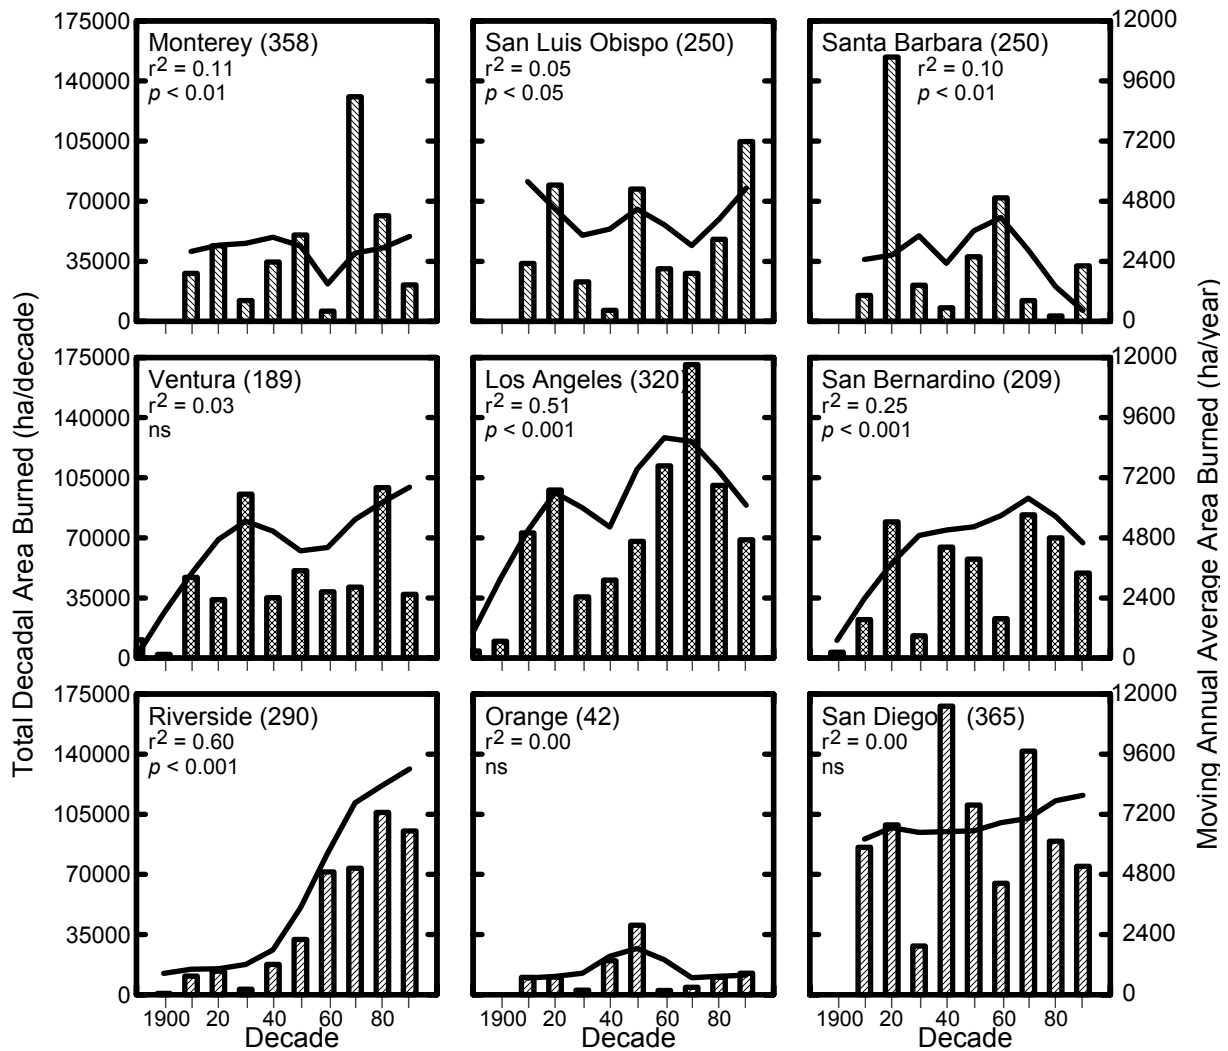 Total Decadal Area Burned (ha/decade)
Moving Annual Average Area Burned (ha/year)
175000
140000
105000
70000
35000
0
Monterey (358)
r2 = 0.11
p < 0.01
San Luis Obispo (250)
r2 = 0.05
p < 0.05
Santa Barbara (250)
r2 = 0.10
p < 0.01
12000
9600
7200
4800
2400
0
175000
140000
105000
70000
35000
0
Ventura (189)
r2 = 0.03
ns
Los Angeles (320)
r2 = 0.51
p < 0.001
San Bernardino (209)
r2 = 0.25
p < 0.001
12000
9600
7200
4800
2400
0
175000
140000
105000
70000
35000
0
Riverside (290)
r2 = 0.60
p < 0.001
Orange (42)
r2 = 0.00
ns
San Diego (365)
r2 = 0.00
ns
12000
9600
7200
4800
2400
0
1900 20 80
Decade
1900 20 80
Decade
1900 20 80
Decade